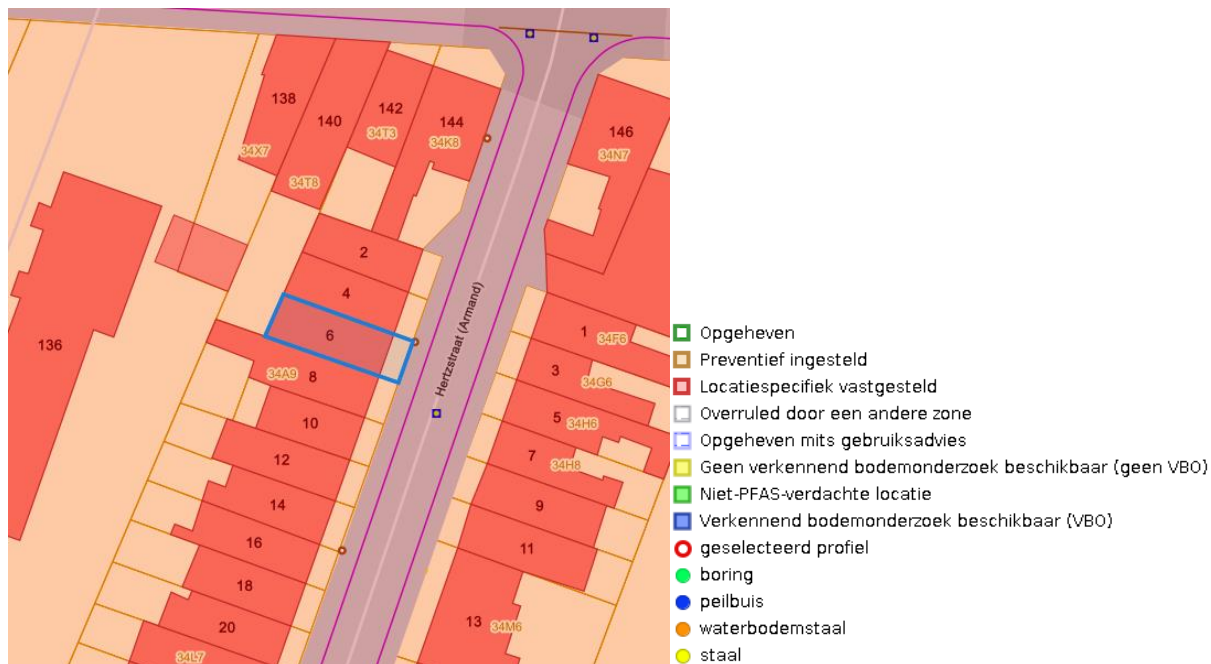 138
140
142
144
146
34X7
34T8
34T3
34K8
34N7
2
4
6
8
34A9
10
12
14
16
18
20
34L7
136
Hertzstraat (Armand)
1
34F6
3
34G6
5
34H6
7
34H8
9
11
13
34M6
Opgeheven
Preventief ingesteld
Locatiespecifiek vastgesteld
Overruled door een andere zone
Opgeheven mits gebruiksadvies
Geen verkennend bodemonderzoek beschikbaar (geen VBO)
Niet-PFAS-verdachte locatie
Verkennend bodemonderzoek beschikbaar (VBO)
geselecteerd profiel
boring
peilbuis
waterbodemstaal
staal